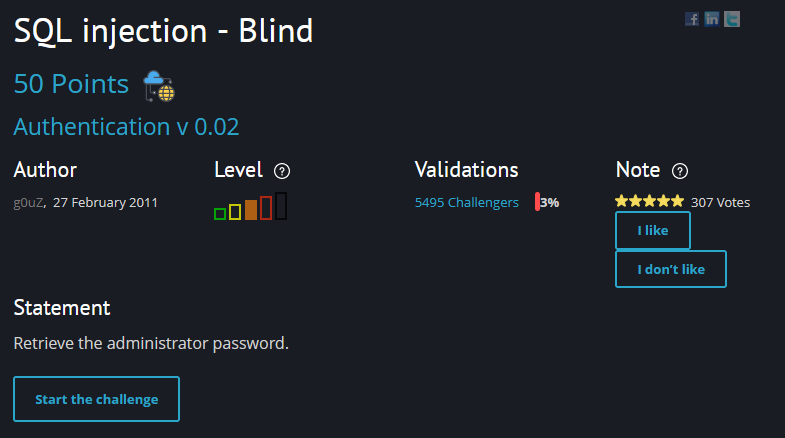 SQL injection - Blind
50 Points
Authentication v 0.02
Author
Level ?
Validations
Note ?
g0uZ, 27 February 2011
5495 Challengers 3%
307 Votes
I like
I don't like
Statement
Retrieve the administrator password.
Start the challenge